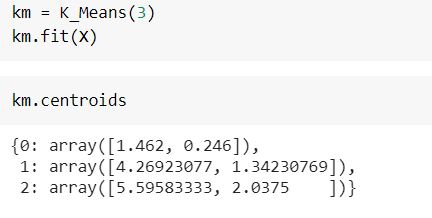 km = K_Means(3)
km.fit(X)
km.centroids
{0: array([1.462, 0.246]),
 1: array([4.26923077, 1.34230769]),
 2: array([5.59583333, 2.0375    ])}